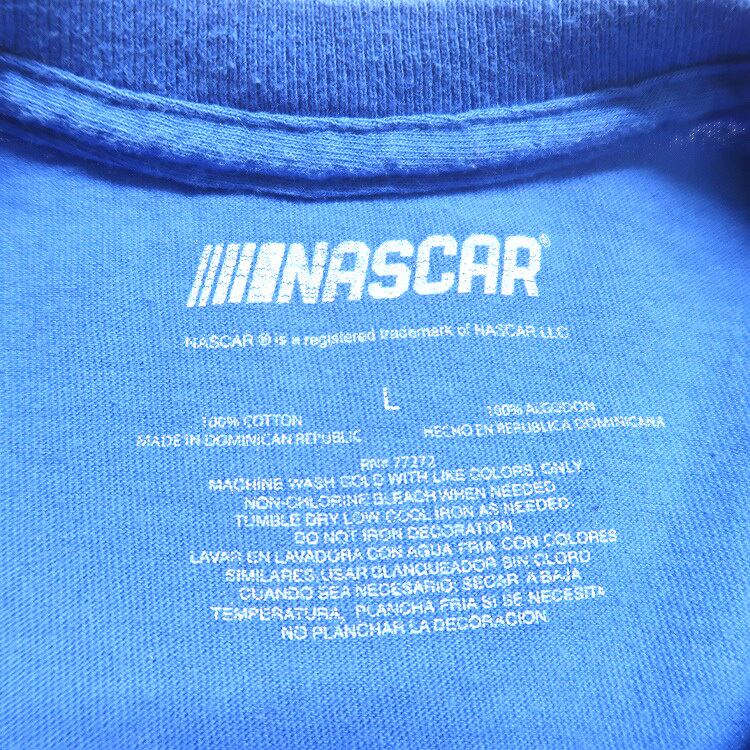 NASCAR®
NASCAR ® is a registered trademark of NASCAR LLC
L
100% COTTON
MADE IN DOMINICAN REPUBLIC
100% ALGODON
HECHO EN REPUBLICA DOMINICANA
RN# 77272
MACHINE WASH COLD WITH LIKE COLORS, ONLY
NON-CHLORINE BLEACH WHEN NEEDED
TUMBLE DRY LOW COOL IRON AS NEEDED.
DO NOT IRON DECORATION.
LAVAR EN LAVADORA CON AGUA FRIA CON COLORES
SIMILARES, USAR BLANQUEADOR SIN CLORO
CUANDO SEA NECESARIO; SECAR A BAJA
TEMPERATURA, PLANCHA FRIA SI SE NECESITA
NO PLANCHAR LA DECORACION.